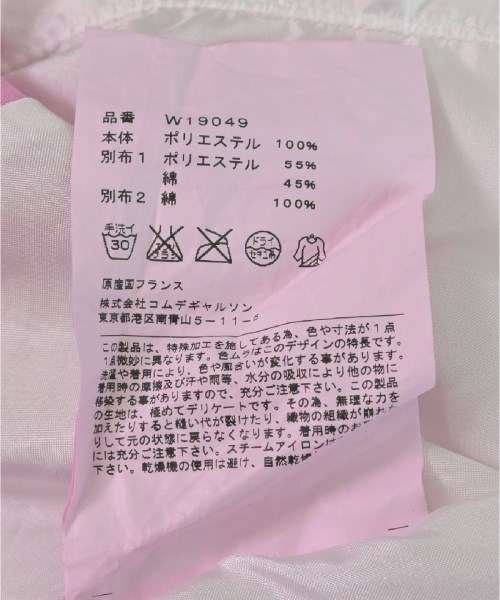 品番 W19049
本体 ポリエステル 100%
別布1 ポリエステル 55%
綿 45%
別布2 綿 100%
手洗イ 30 ドライ セキユ系
原産国フランス
株式会社コムデギャルソン
東京都港区南青山5-11-5
この製品は、特殊加工を施してある為、色や寸法が1点
1点微妙に異なります。色ムラはこのデザインの特長です。
洗濯や着用により、色や風合いが変化する事があります。
着用時の摩擦及び汗や雨等、水分の吸収により他の物に
移染する事がありますので、充分ご注意下さい。この製品
の生地は、極めてデリケートです。その為、無理な力を
加えたりすると縫い代が裂けたり、織物の組織が崩れた
りして元の状態に戻らなくなります。着用時のお
には充分ご注意下さい。スチームアイロンは
下さい。乾燥機の使用は避け、自然乾燥